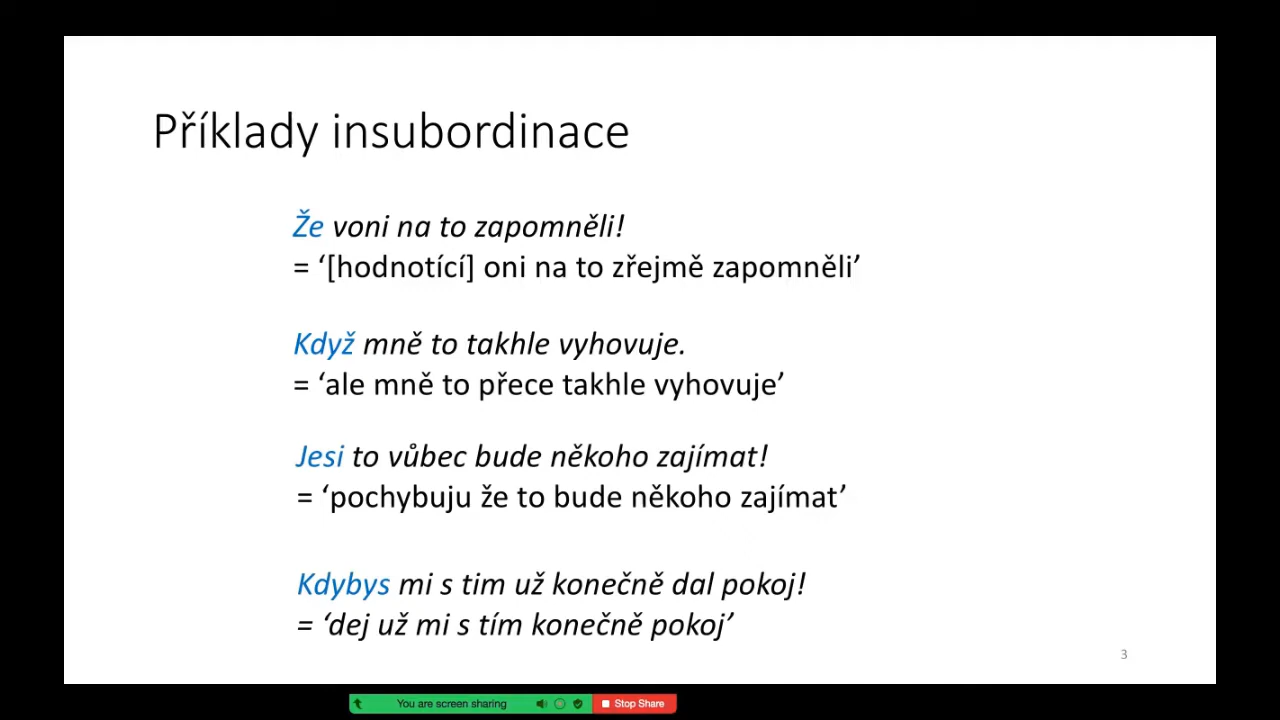 Příklady insubordinace
Že voni na to zapomněli!
= ‘[hodnotící] oni na to zřejmě zapomněli’
Když mně to takhle vyhovuje.
= ‘ale mně to přece takhle vyhovuje’
Jesi to vůbec bude někoho zajímat!
= ‘pochybuju že to bude někoho zajímat’
Kdybys mi s tim už konečně dal pokoj!
= ‘dej už mi s tím konečně pokoj’
3
You are screen sharing
Stop Share